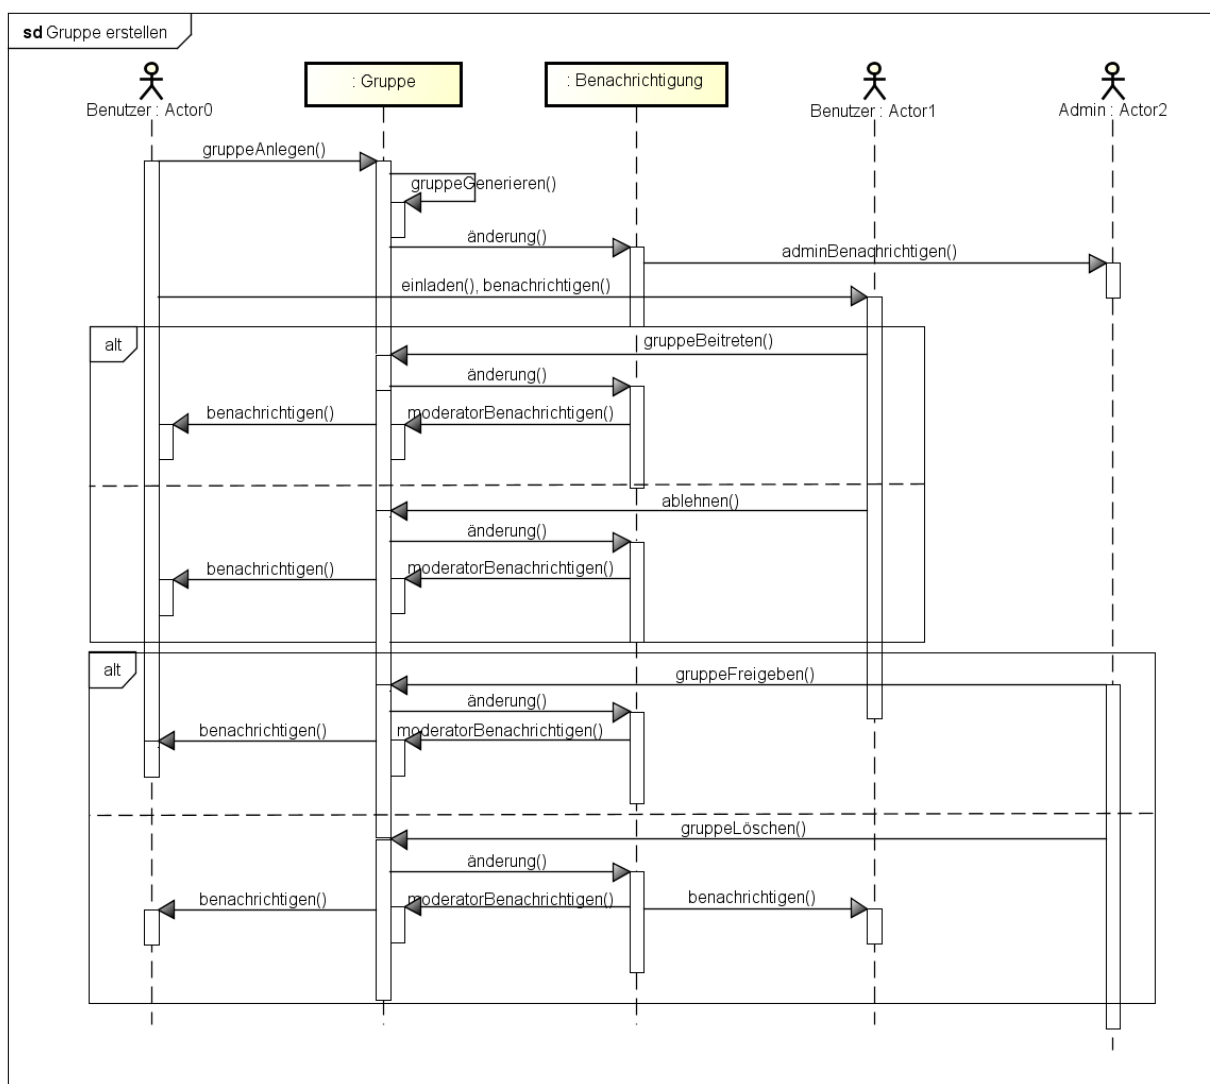 sd Gruppe erstellen
Benutzer : Actor0
: Gruppe
: Benachrichtigung
Benutzer : Actor1
Admin : Actor2
gruppeAnlegen()
gruppeGenerieren()
änderung()
adminBenachrichtigen()
einladen(), benachrichtigen()
alt
gruppeBeitreten()
änderung()
benachrichtigen()
moderatorBenachrichtigen()
ablehnen()
änderung()
benachrichtigen()
moderatorBenachrichtigen()
alt
gruppeFreigeben()
änderung()
benachrichtigen()
moderatorBenachrichtigen()
gruppeLöschen()
änderung()
benachrichtigen()
moderatorBenachrichtigen()
benachrichtigen()